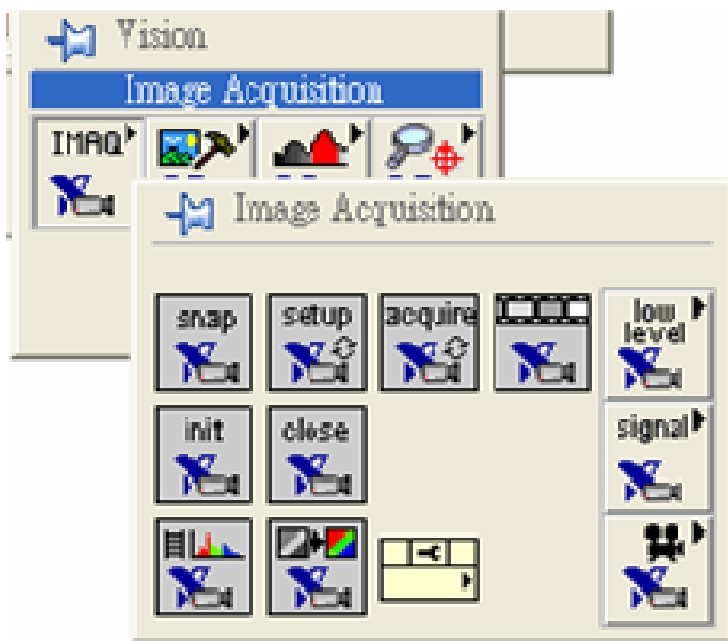 Vision
Image Acquisition
IMAQ
Image Acquisition
snap setup acquire low level
init close signal